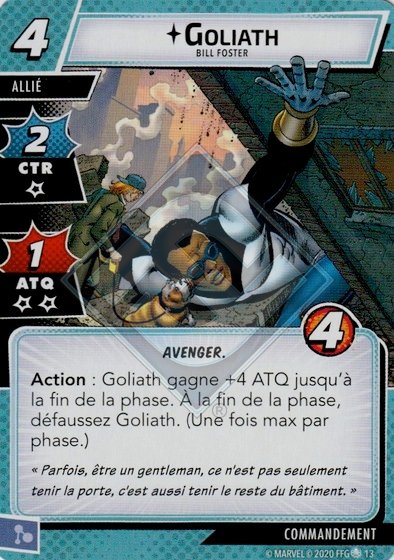 4
GOLIATH
BILL FOSTER
ALLIÉ
2
CTR
1
ATQ
4
AVENGER.
Action : Goliath gagne +4 ATQ jusqu'à
la fin de la phase. À la fin de la phase,
défaussez Goliath. (Une fois max par
phase.)
« Parfois, être un gentleman, ce n'est pas seulement
tenir la porte, c'est aussi tenir le reste du bâtiment. »
COMMANDEMENT
© MARVEL © 2020 FFG 13